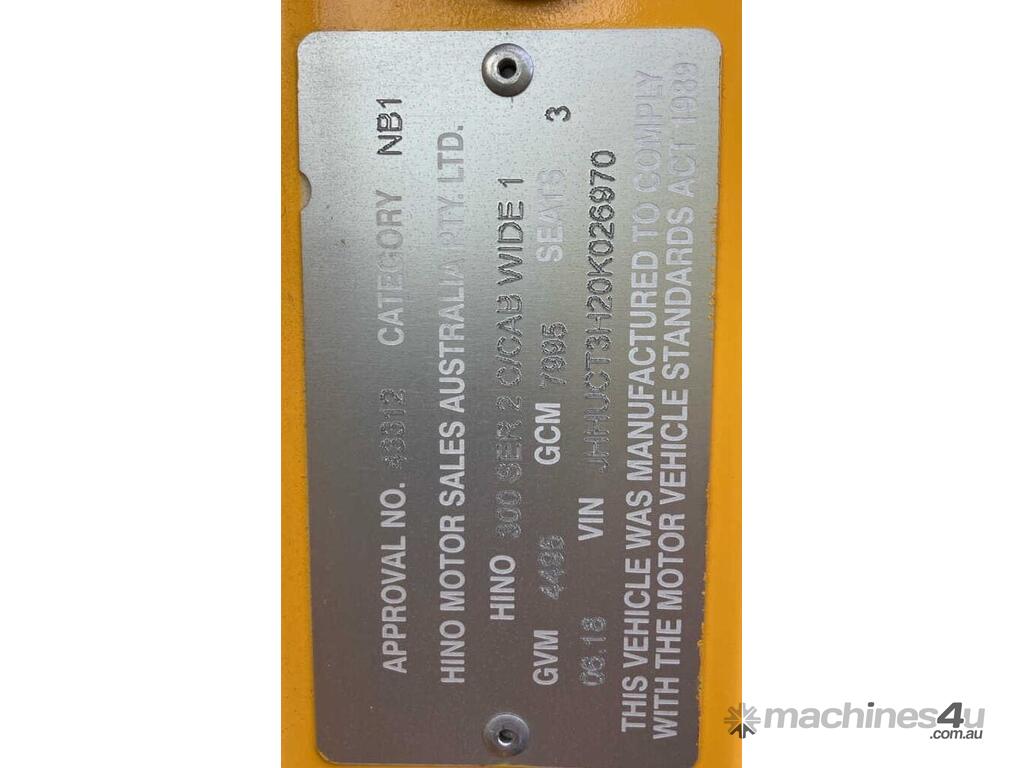 APPROVAL NO. 43312 CATEGORY NB1
HINO MOTOR SALES AUSTRALIA PTY. LTD.
HINO 300 SER 2 C/CAB WIDE 1
GVM 4495 GCM 7995 SEATS 3
06.18 VIN JHHUCT3H20K026970
THIS VEHICLE WAS MANUFACTURED TO COMPLY
WITH THE MOTOR VEHICLE STANDARDS ACT 1989
machines4u
.com.au